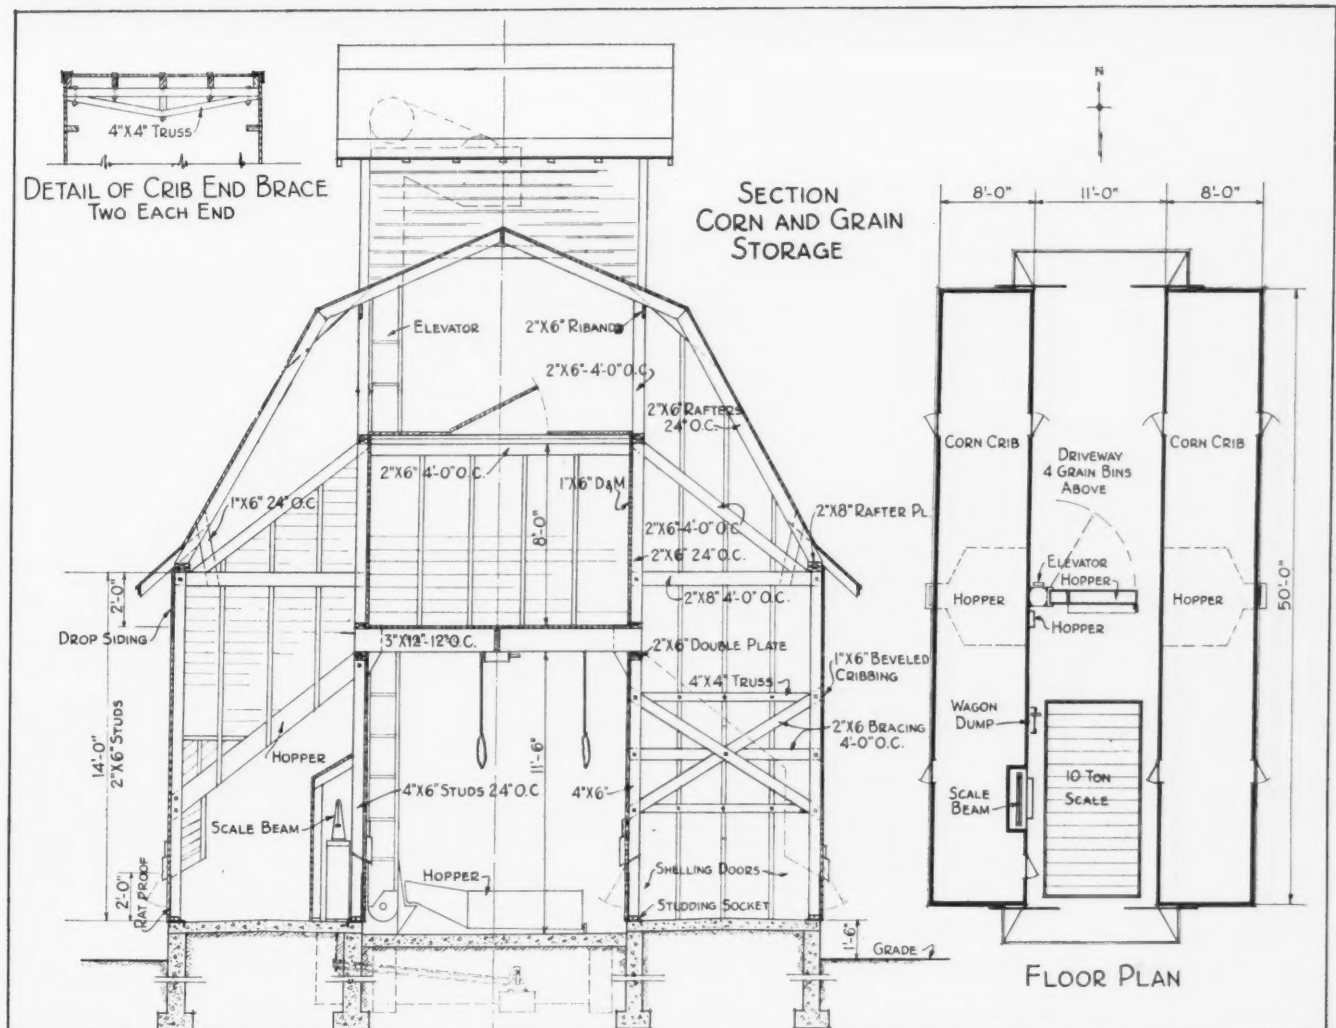 4"X4" TRUSS
DETAIL OF CRIB END BRACE
TWO EACH END
SECTION
CORN AND GRAIN
STORAGE
ELEVATOR
2"X6" RIBAND
2"X6"-4'-0" O.C.
2"X6" RAFTERS
24" O.C.
2"X6" 4'-0" O.C.
1"X6" D&M
1"X6" 24" O.C.
8'-0"
2"X6"-4'-0" O.C.
2"X8" RAFTER PL.
2"X6" 24" O.C.
2"X8" 4'-0" O.C.
2'-0"
DROP SIDING
3"X12"-12" O.C.
2"X6" DOUBLE PLATE
1"X6" BEVELED
CRIBBING
4"X4" TRUSS
2"X6 BRACING
4'-0" O.C.
14'-0"
2"X6" STUDS
HOPPER
11'-6"
4"X6" STUDS 24" O.C.
4"X6"
SCALE BEAM
HOPPER
SHELLING DOORS
STUDDING SOCKET
2'-0"
RAT PROOF
1'-6"
GRADE
N
8'-0"
11'-0"
8'-0"
CORN CRIB
DRIVEWAY
4 GRAIN BINS
ABOVE
CORN CRIB
ELEVATOR
HOPPER
HOPPER
HOPPER
HOPPER
50'-0"
WAGON
DUMP
SCALE
BEAM
10 TON
SCALE
FLOOR PLAN